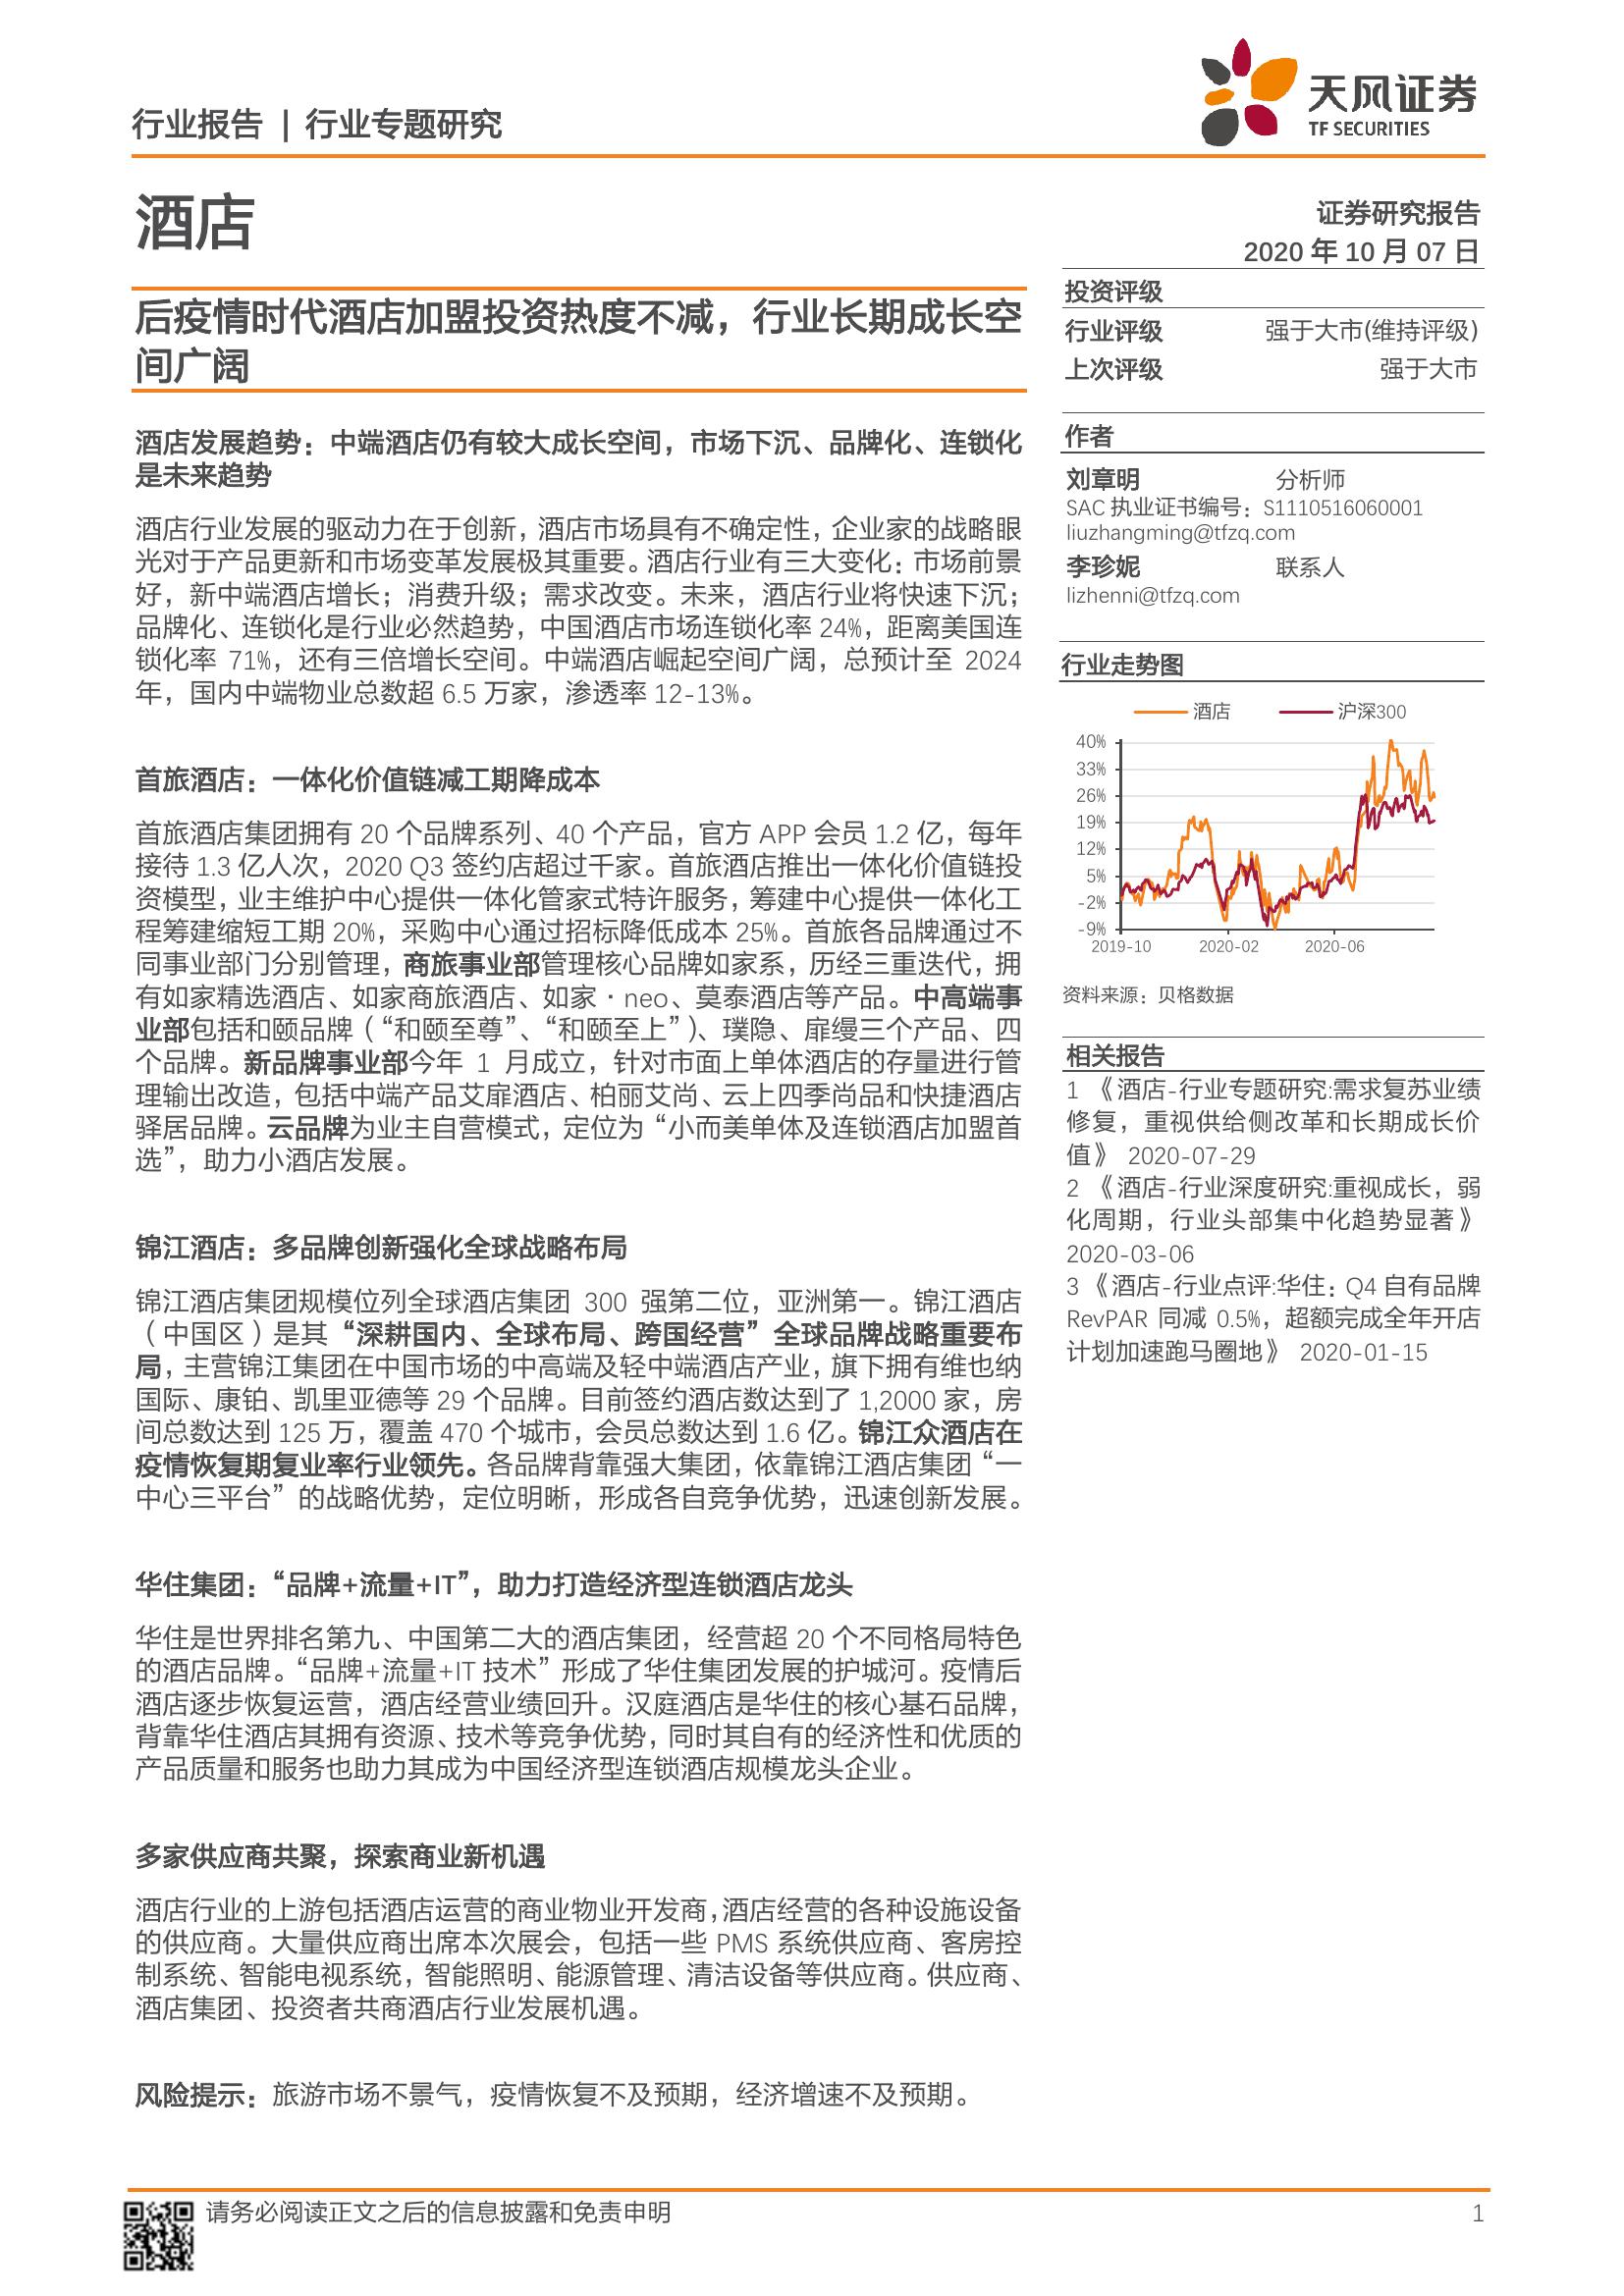 行业报告 | 行业专题研究
天风证券
TF SECURITIES
酒店
证券研究报告
2020 年 10 月 07 日
后疫情时代酒店加盟投资热度不减，行业长期成长空
间广阔
酒店发展趋势：中端酒店仍有较大成长空间，市场下沉、品牌化、连锁化
是未来趋势
酒店行业发展的驱动力在于创新，酒店市场具有不确定性，企业家的战略眼
光对于产品更新和市场变革发展极其重要。酒店行业有三大变化：市场前景
好，新中端酒店增长；消费升级；需求改变。未来，酒店行业将快速下沉；
品牌化、连锁化是行业必然趋势，中国酒店市场连锁化率 24%，距离美国连
锁化率 71%，还有三倍增长空间。中端酒店崛起空间广阔，总预计至 2024
年，国内中端物业总数超 6.5 万家，渗透率 12-13%。
首旅酒店：一体化价值链减工期降成本
首旅酒店集团拥有 20 个品牌系列、40 个产品，官方 APP 会员 1.2 亿，每年
接待 1.3 亿人次，2020 Q3 签约店超过千家。首旅酒店推出一体化价值链投
资模型，业主维护中心提供一体化管家式特许服务，筹建中心提供一体化工
程筹建缩短工期 20%，采购中心通过招标降低成本 25%。首旅各品牌通过不
同事业部门分别管理，商旅事业部管理核心品牌如家系，历经三重迭代，拥
有如家精选酒店、如家商旅酒店、如家·neo、莫泰酒店等产品。中高端事
业部包括和颐品牌（“和颐至尊”、“和颐至上”）、璞隐、扉缦三个产品、四
个品牌。新品牌事业部今年 1 月成立，针对市面上单体酒店的存量进行管
理输出改造，包括中端产品艾扉酒店、柏丽艾尚、云上四季尚品和快捷酒店
驿居品牌。云品牌为业主自营模式，定位为“小而美单体及连锁酒店加盟首
选”，助力小酒店发展。
锦江酒店：多品牌创新强化全球战略布局
锦江酒店集团规模位列全球酒店集团 300 强第二位，亚洲第一。锦江酒店
（中国区）是其“深耕国内、全球布局、跨国经营”全球品牌战略重要布
局，主营锦江集团在中国市场的中高端及轻中端酒店产业，旗下拥有维也纳
国际、康铂、凯里亚德等 29 个品牌。目前签约酒店数达到了 1,2000 家，房
间总数达到 125 万，覆盖 470 个城市，会员总数达到 1.6 亿。锦江众酒店在
疫情恢复期复业率行业领先。各品牌背靠强大集团，依靠锦江酒店集团“一
中心三平台”的战略优势，定位明晰，形成各自竞争优势，迅速创新发展。
华住集团：“品牌+流量+IT”，助力打造经济型连锁酒店龙头
华住是世界排名第九、中国第二大的酒店集团，经营超 20 个不同格局特色
的酒店品牌。“品牌+流量+IT 技术”形成了华住集团发展的护城河。疫情后
酒店逐步恢复运营，酒店经营业绩回升。汉庭酒店是华住的核心基石品牌，
背靠华住酒店其拥有资源、技术等竞争优势，同时其自有的经济性和优质的
产品质量和服务也助力其成为中国经济型连锁酒店规模龙头企业。
多家供应商共聚，探索商业新机遇
酒店行业的上游包括酒店运营的商业物业开发商，酒店经营的各种设施设备
的供应商。大量供应商出席本次展会，包括一些 PMS 系统供应商、客房控
制系统、智能电视系统，智能照明、能源管理、清洁设备等供应商。供应商、
酒店集团、投资者共商酒店行业发展机遇。
风险提示：旅游市场不景气，疫情恢复不及预期，经济增速不及预期。
投资评级
行业评级 强于大市(维持评级)
上次评级 强于大市
作者
刘章明 分析师
SAC 执业证书编号：S1110516060001
liuzhangming@tfzq.com
李珍妮 联系人
lizhenni@tfzq.com
行业走势图
酒店 沪深300
40%
33%
26%
19%
12%
5%
-2%
-9%
2019-10 2020-02 2020-06
资料来源：贝格数据
相关报告
1 《酒店-行业专题研究:需求复苏业绩
修复，重视供给侧改革和长期成长价
值》 2020-07-29
2 《酒店-行业深度研究:重视成长，弱
化周期，行业头部集中化趋势显著》
2020-03-06
3 《酒店-行业点评:华住：Q4 自有品牌
RevPAR 同减 0.5%，超额完成全年开店
计划加速跑马圈地》 2020-01-15
请务必阅读正文之后的信息披露和免责申明
1